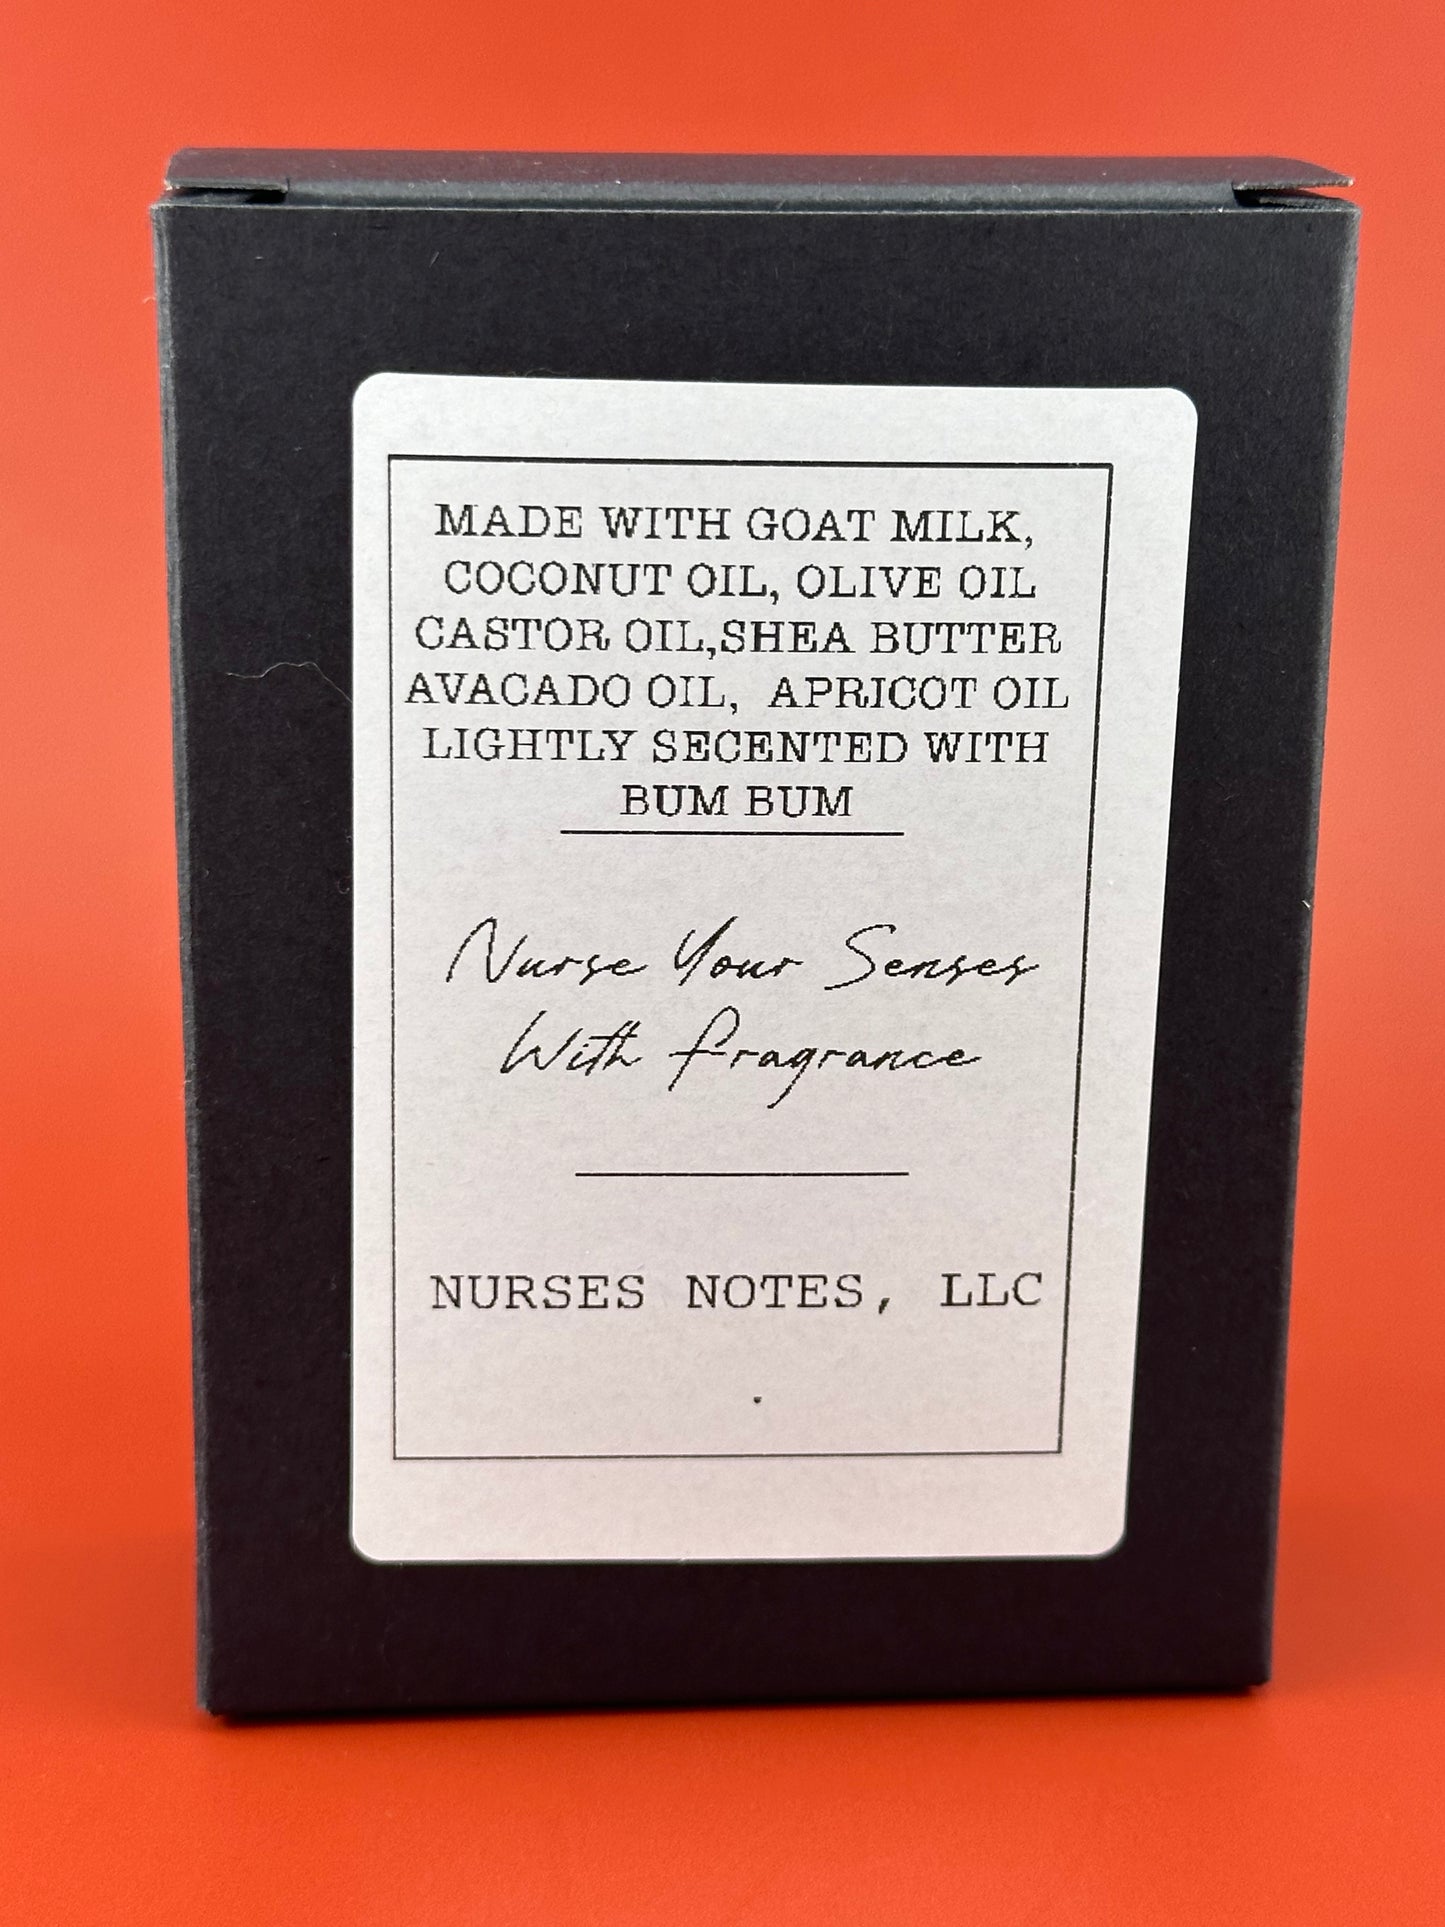 MADE WITH GOAT MILK,
COCONUT OIL, OLIVE OIL
CASTOR OIL,SHEA BUTTER
AVACADO OIL, APRICOT OIL
LIGHTLY SECENTED WITH
BUM BUM
Nurse Your Senses
With Fragrance
NURSES NOTES, LLC
.